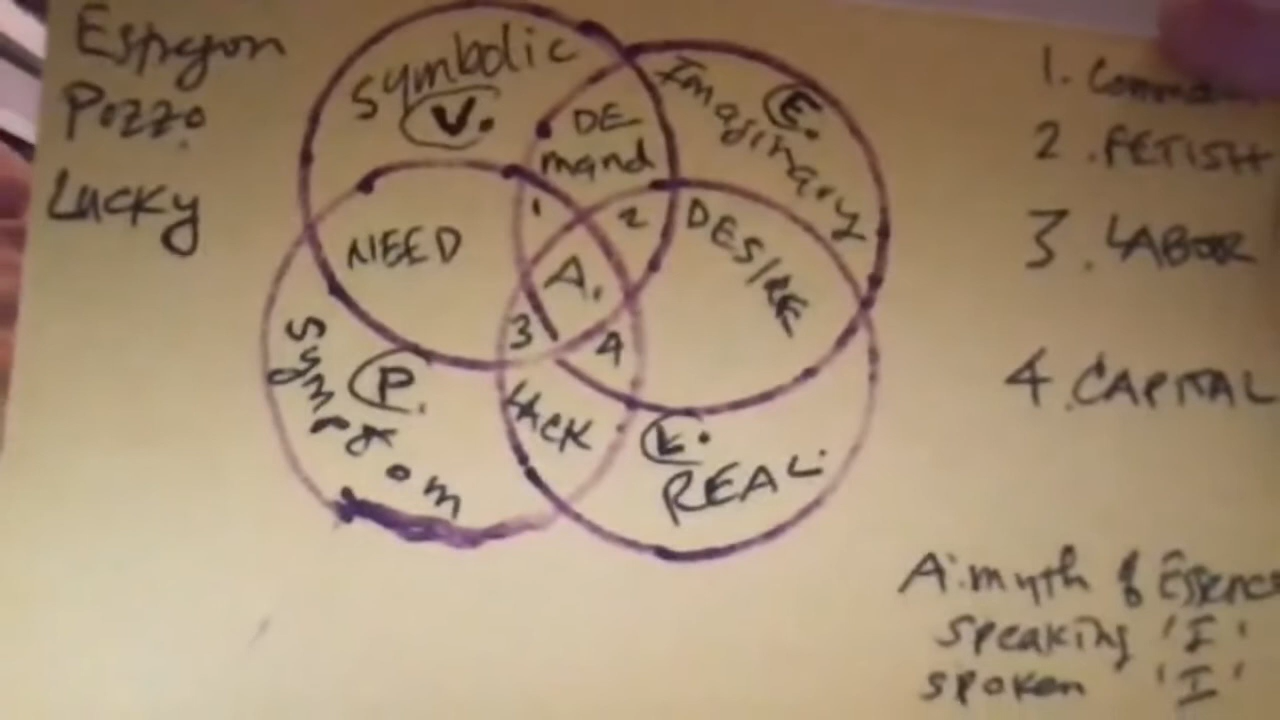 Estragon
Pozzo
Lucky
Symbolic
V.
Imaginary
E.
DE
mand
1
2
NEED
DESIRE
A.
3
4
Symptom
P.
LACK
L.
REAL.
2. FETISH
3. LABOR
4. CAPITAL
A: myth of Essence
speaking 'I'
spoken 'I'